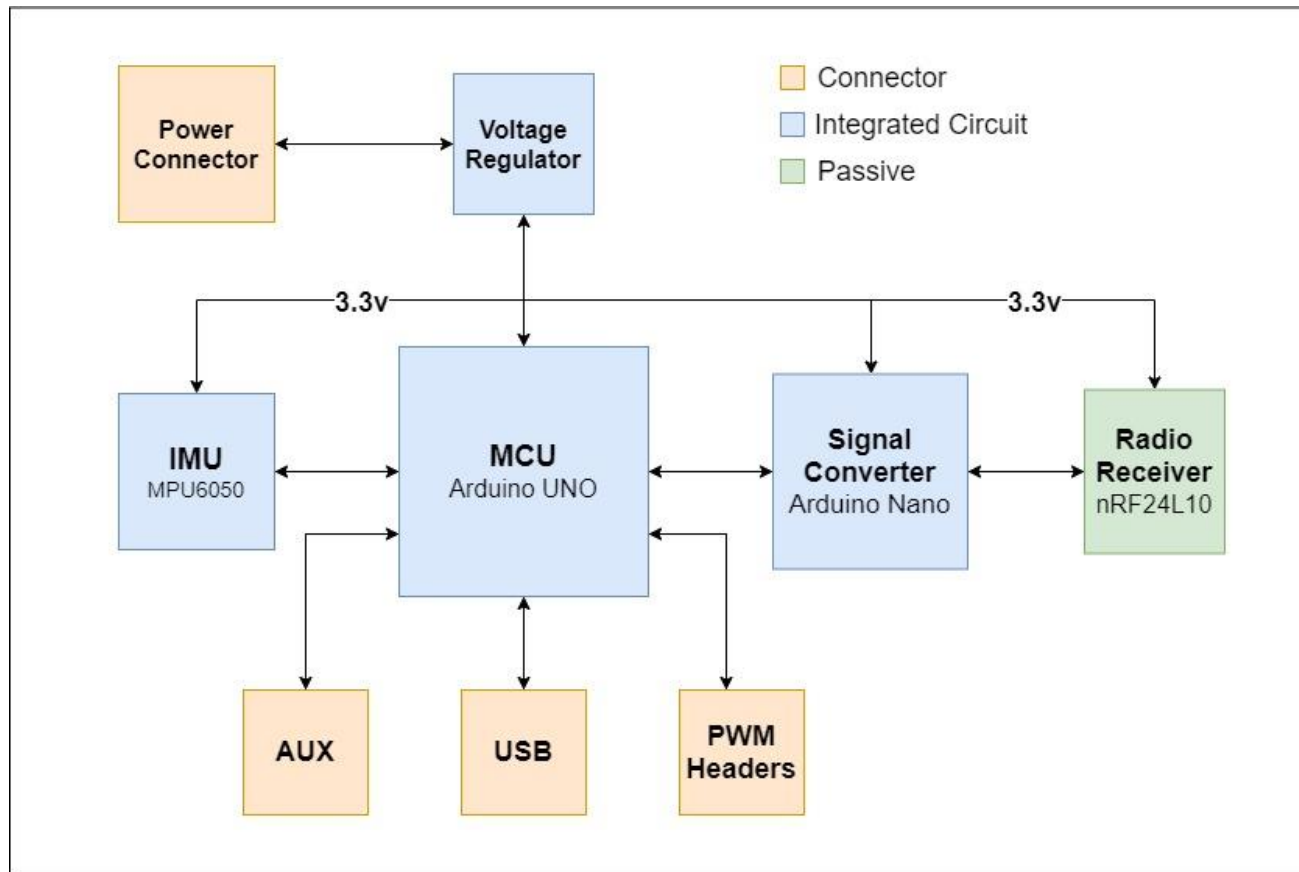 Power
Connector
Voltage
Regulator
Connector
Integrated Circuit
Passive
3.3v
3.3v
IMU
MPU6050
MCU
Arduino UNO
Signal
Converter
Arduino Nano
Radio
Receiver
nRF24L10
AUX
USB
PWM
Headers